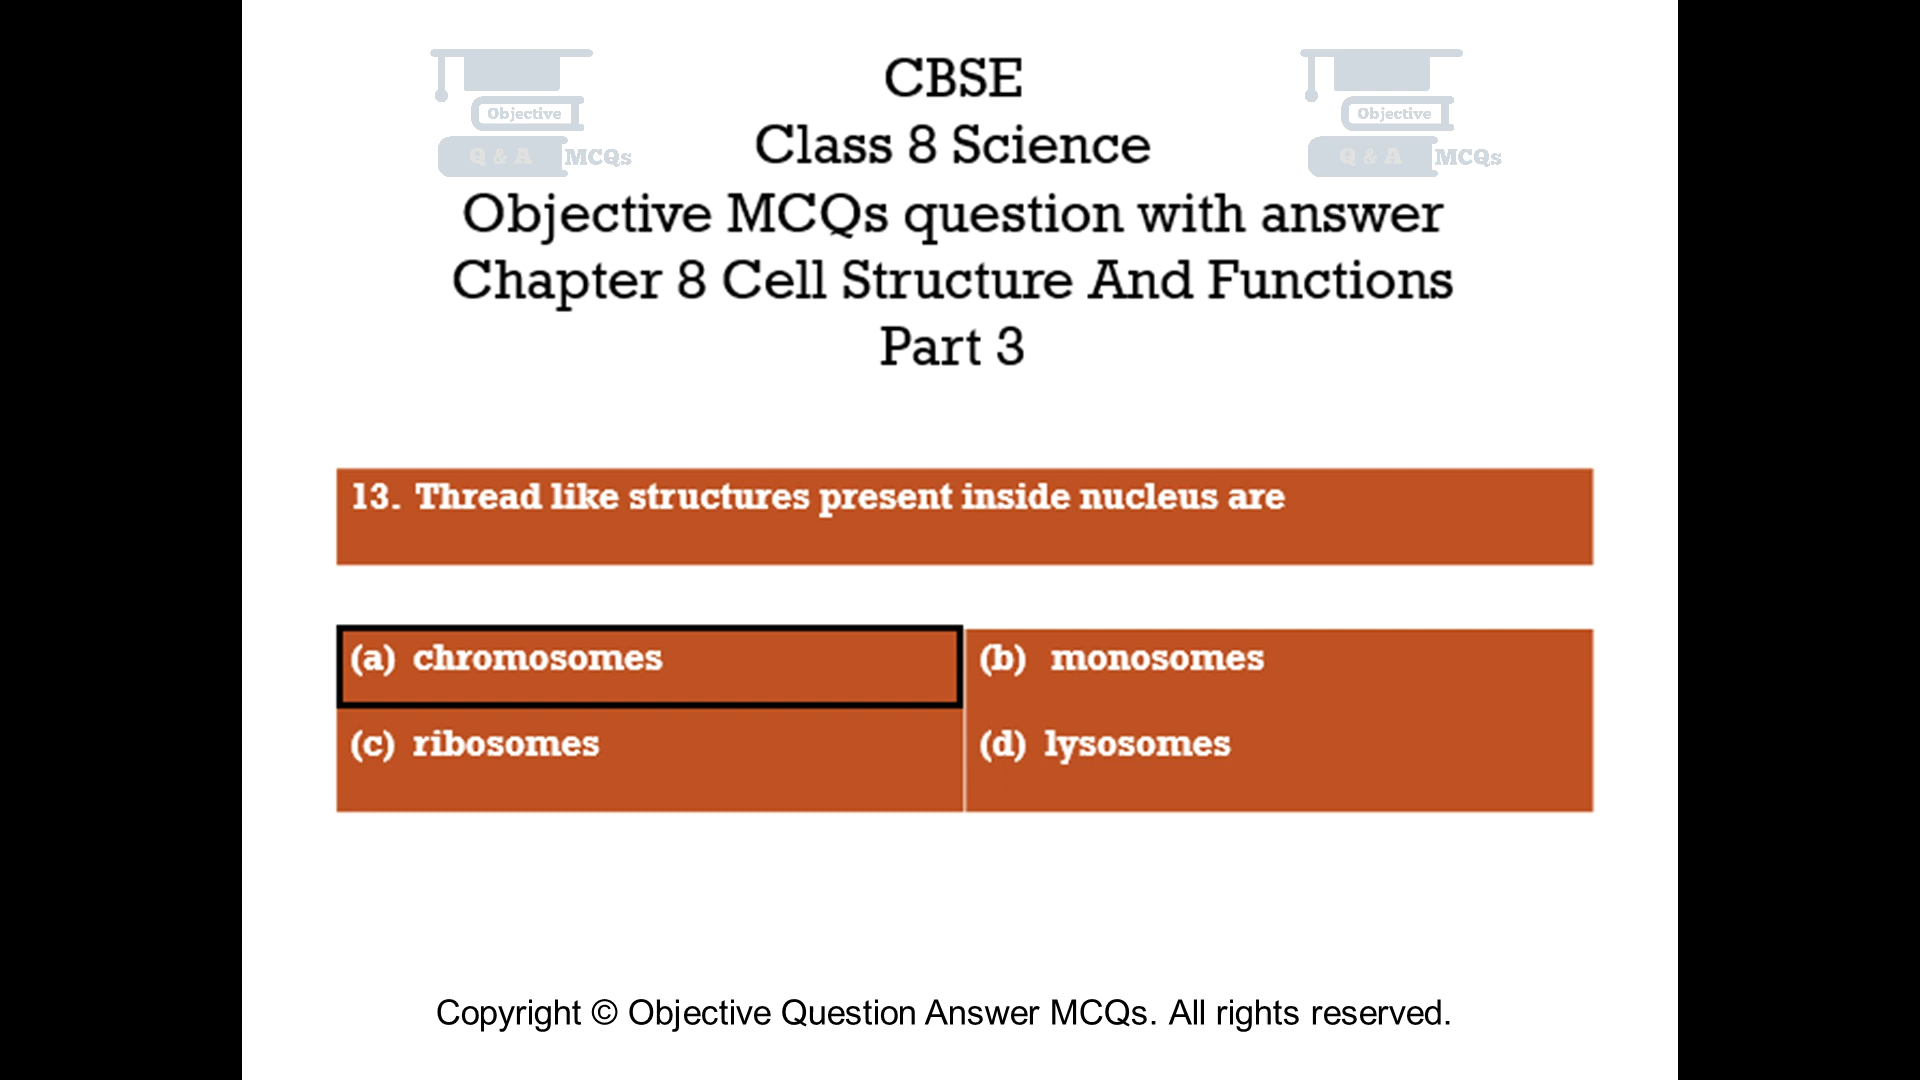 CBSE
Class 8 Science
Objective MCQs question with answer
Chapter 8 Cell Structure And Functions
Part 3
Objective
Q & A MCQs
Objective
Q & A MCQs
13. Thread like structures present inside nucleus are
(a) chromosomes
(b) monosomes
(c) ribosomes
(d) lysosomes
Copyright © Objective Question Answer MCQs. All rights reserved.